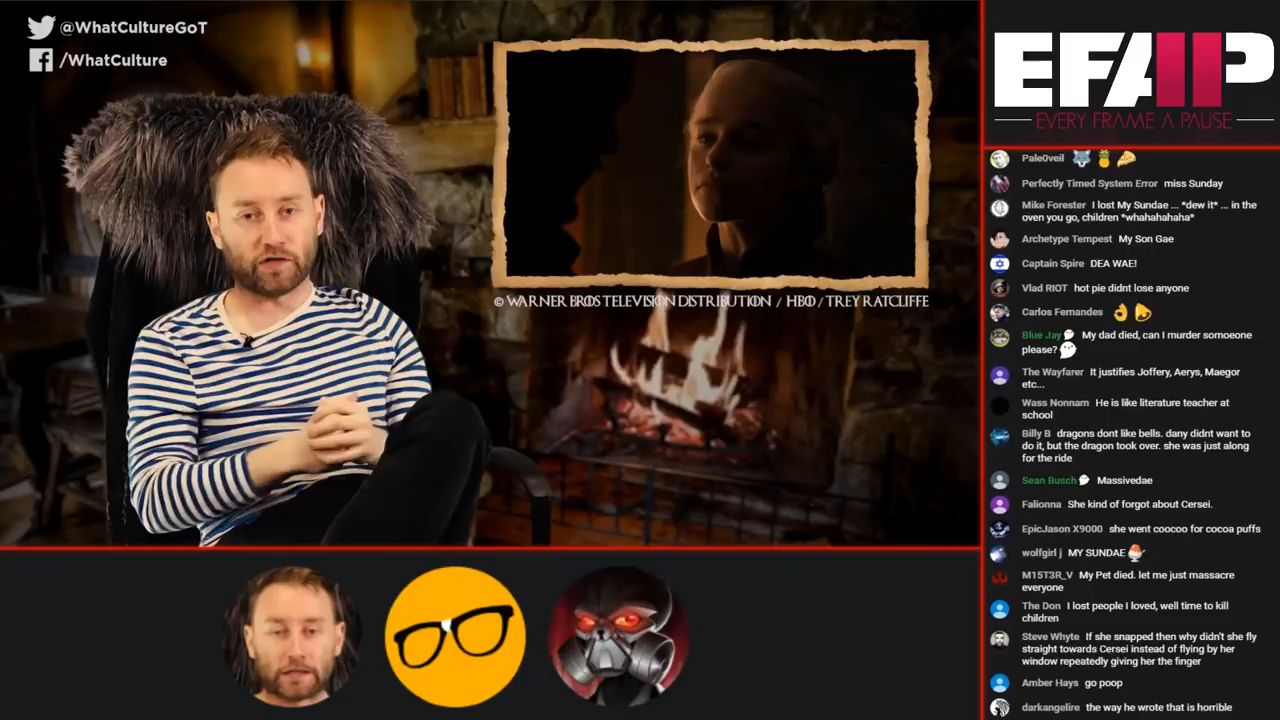 @WhatCultureGoT
/WhatCulture
© WARNER BROS TELEVISION DISTRIBUTION / HBO / TREY RATCLIFFE
EFAP
EVERY FRAME A PAUSE
Pale0veil
Perfectly Timed System Error miss Sunday
Mike Forester I lost My Sundae ... *dew it* ... in the
oven you go, children *whahahahaha*
Archetype Tempest My Son Gae
Captain Spire DEA WAE!
Vlad RIOT hot pie didnt lose anyone
Carlos Fernandes
Blue Jay My dad died, can I murder somoeone
please?
The Wayfarer It justifies Joffery, Aerys, Maegor
etc...
Wass Nonnam He is like literature teacher at
school
Billy B dragons dont like bells. dany didnt want to
do it, but the dragon took over. she was just along
for the ride
Sean Busch Massivedae
Falionna She kind of forgot about Cersei.
EpicJason X9000 she went coocoo for cocoa puffs
wolfgirl j MY SUNDAE
M15T3R_V My Pet died. let me just massacre
everyone
The Don I lost people I loved, well time to kill
children
Steve Whyte If she snapped then why didn't she fly
straight towards Cersei instead of flying by her
window repeatedly giving her the finger
Amber Hays go poop
darkangelire the way he wrote that is horrible